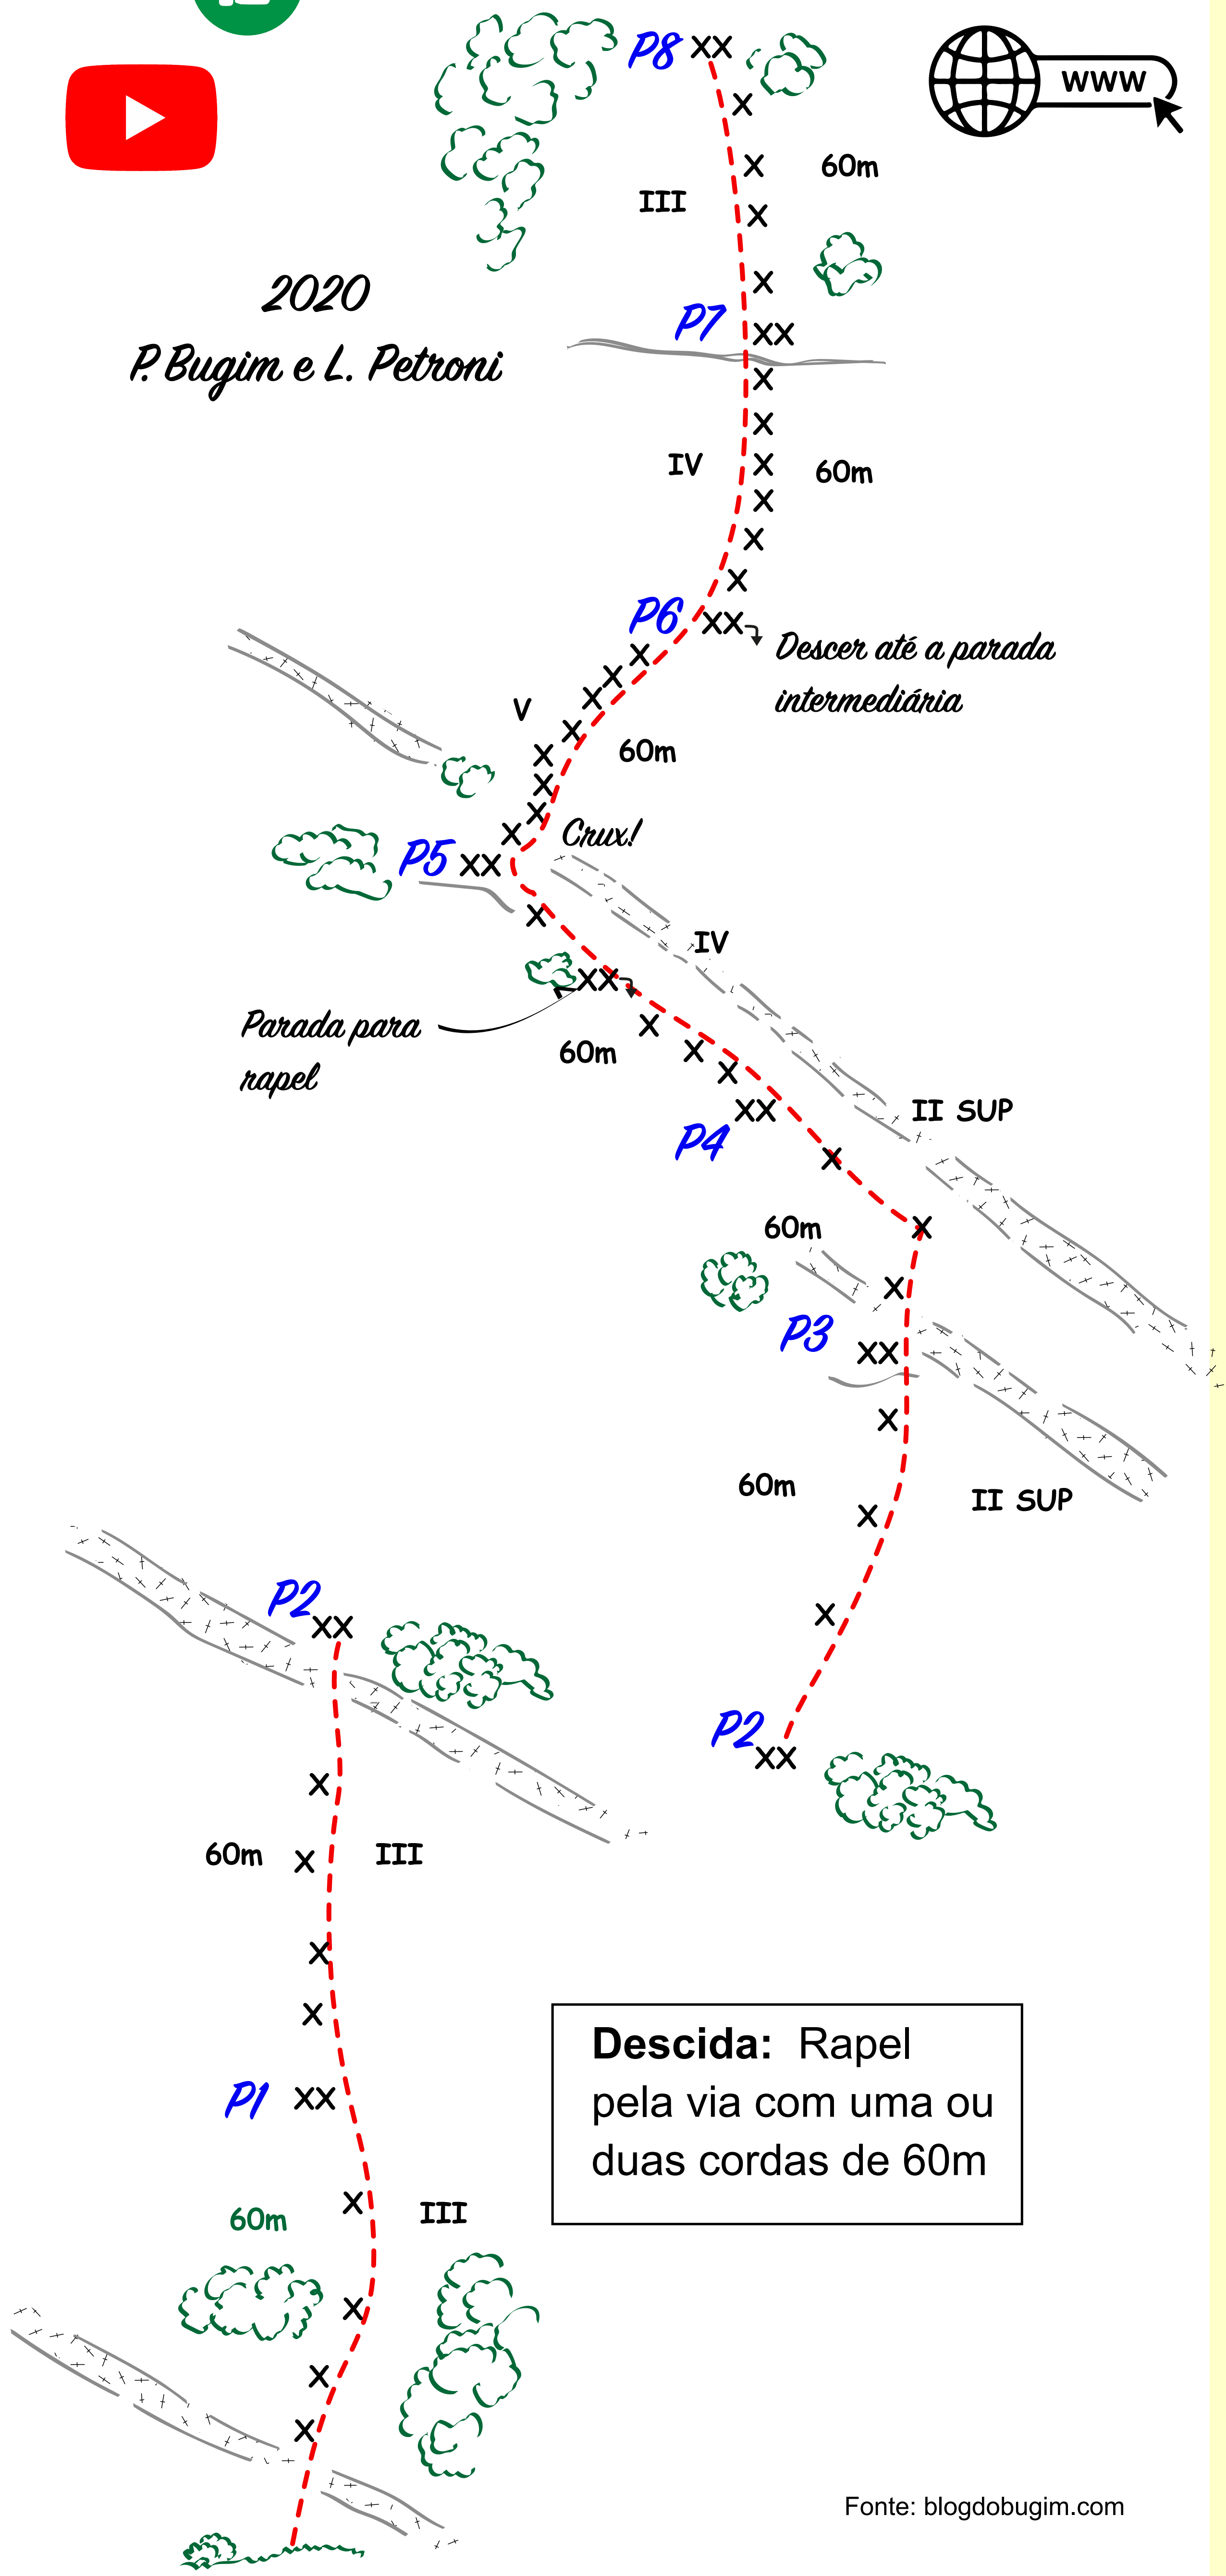 P8
WWW
60m
III
2020
P. Bugim e L. Petroni
P7
IV
60m
P6
Descer até a parada
intermediária
V
60m
Crux!
P5
IV
Parada para
rapel
60m
II SUP
P4
60m
P3
60m
II SUP
P2
P2
60m
III
Descida: Rapel
pela via com uma ou
duas cordas de 60m
P1
60m
III
Fonte: blogdobugim.com